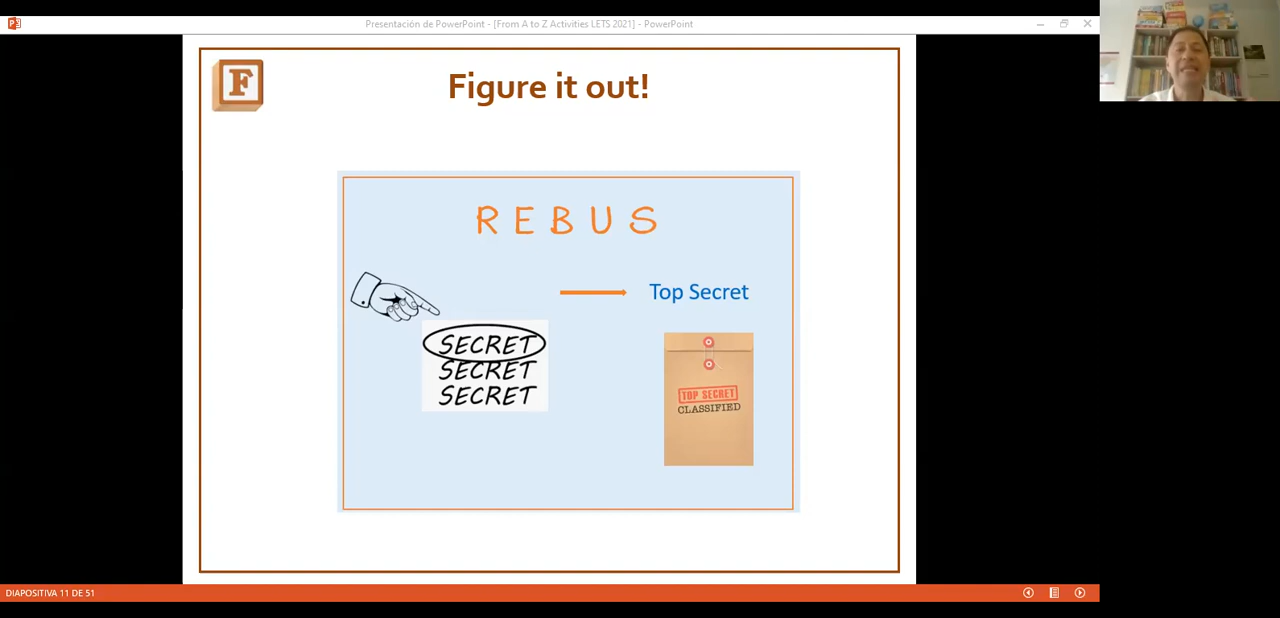 Presentación de PowerPoint - [From A to Z Activities LETS 2021] - PowerPoint
F
Figure it out!
REBUS
Top Secret
SECRET
SECRET
SECRET
TOP SECRET
CLASSIFIED
DIAPOSITIVA 11 DE 51